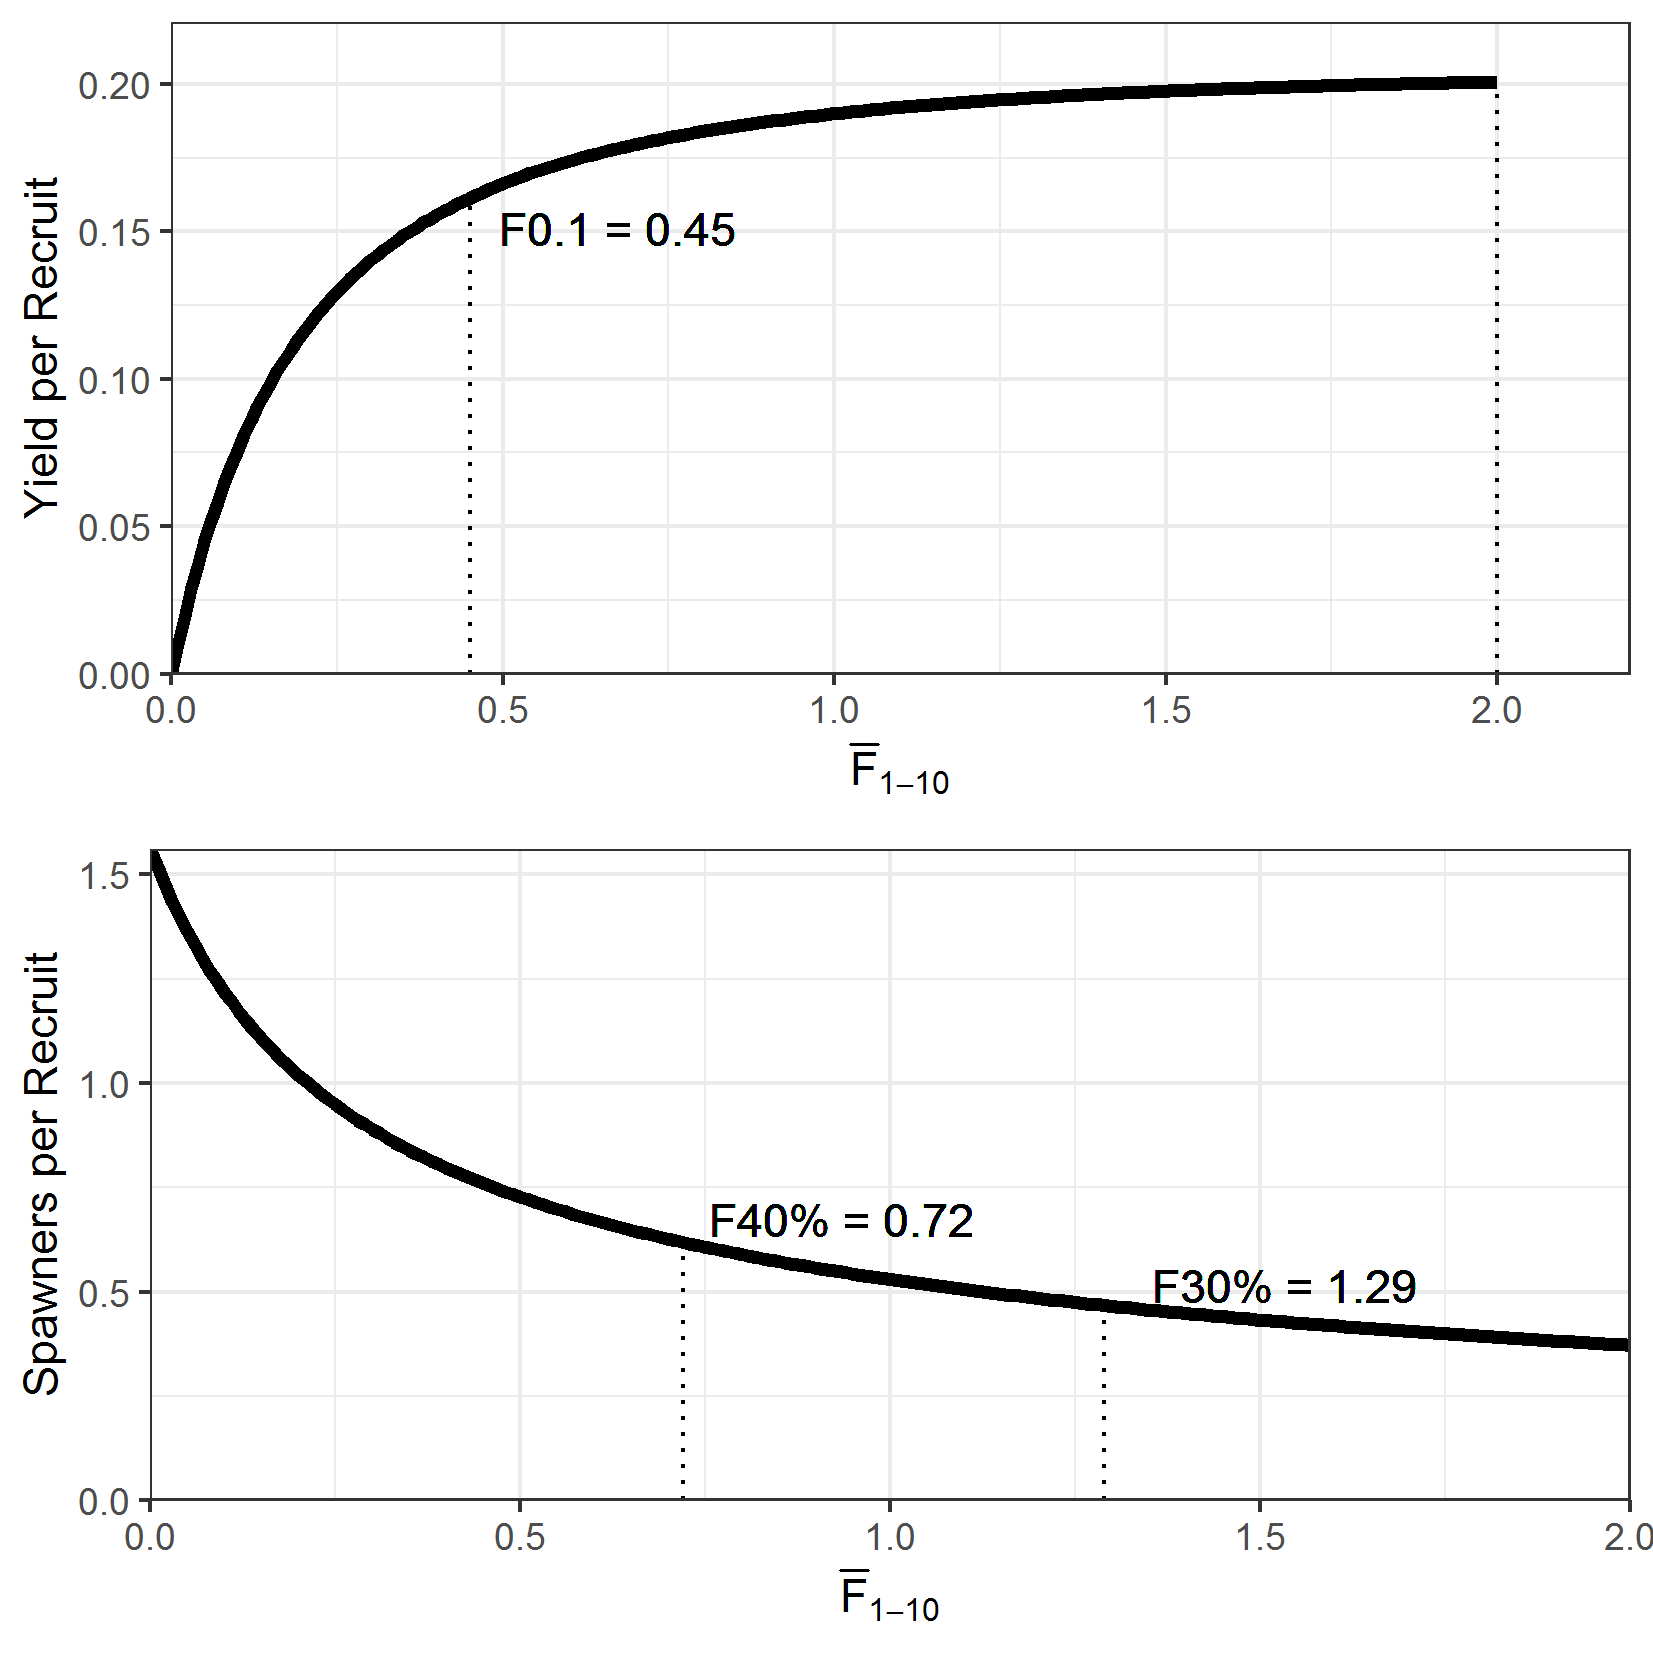 0.20
0.15
0.10
0.05
0.00
Yield per Recruit
F0.1 = 0.45
0.0 0.5 1.0 1.5 2.0
F̅1–10
1.5
1.0
0.5
0.0
Spawners per Recruit
F40% = 0.72
F30% = 1.29
0.0 0.5 1.0 1.5 2.0
F̅1–10